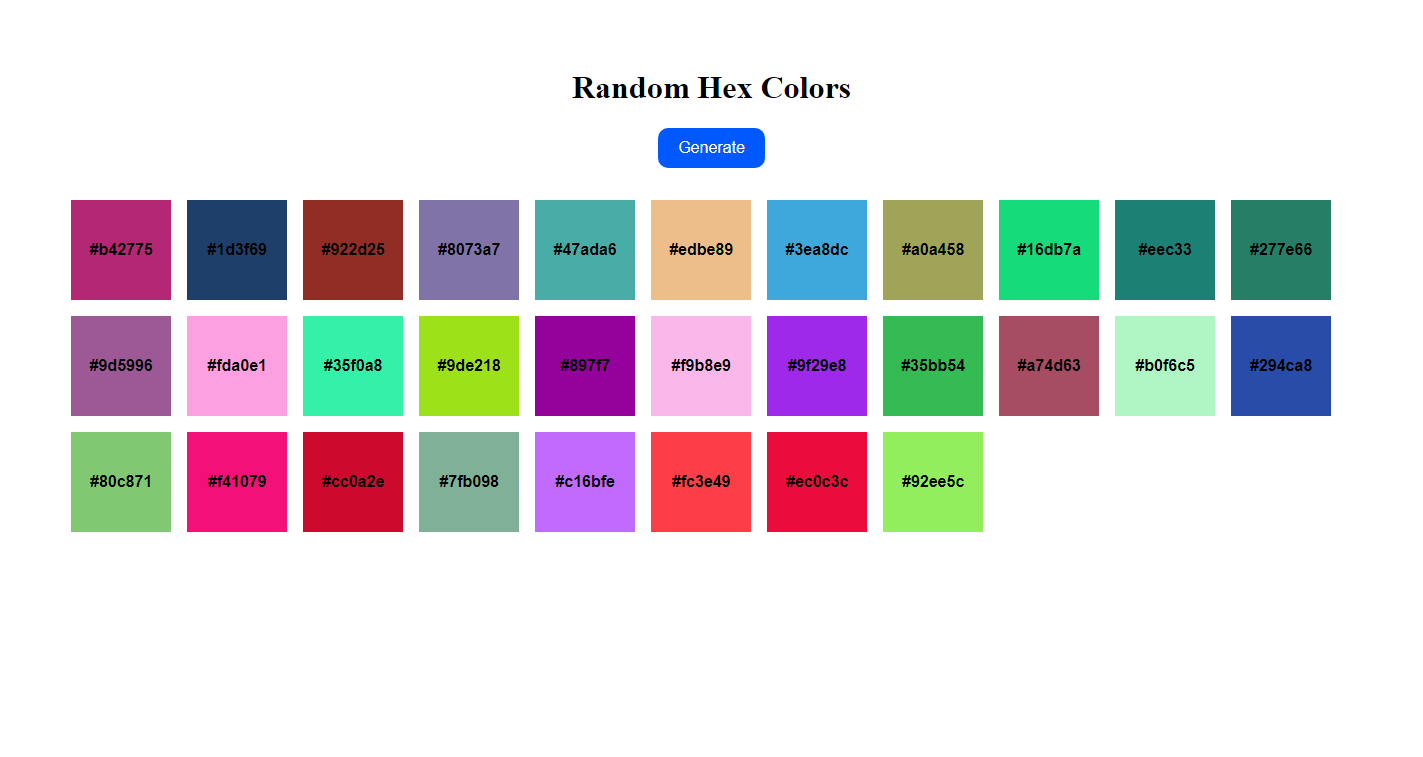 Random Hex Colors
Generate
#b42775 #1d3f69 #922d25 #8073a7 #47ada6 #edbe89 #3ea8dc #a0a458 #16db7a #eec33 #277e66
#9d5996 #fda0e1 #35f0a8 #9de218 #897f7 #f9b8e9 #9f29e8 #35bb54 #a74d63 #b0f6c5 #294ca8
#80c871 #f41079 #cc0a2e #7fb098 #c16bfe #fc3e49 #ec0c3c #92ee5c